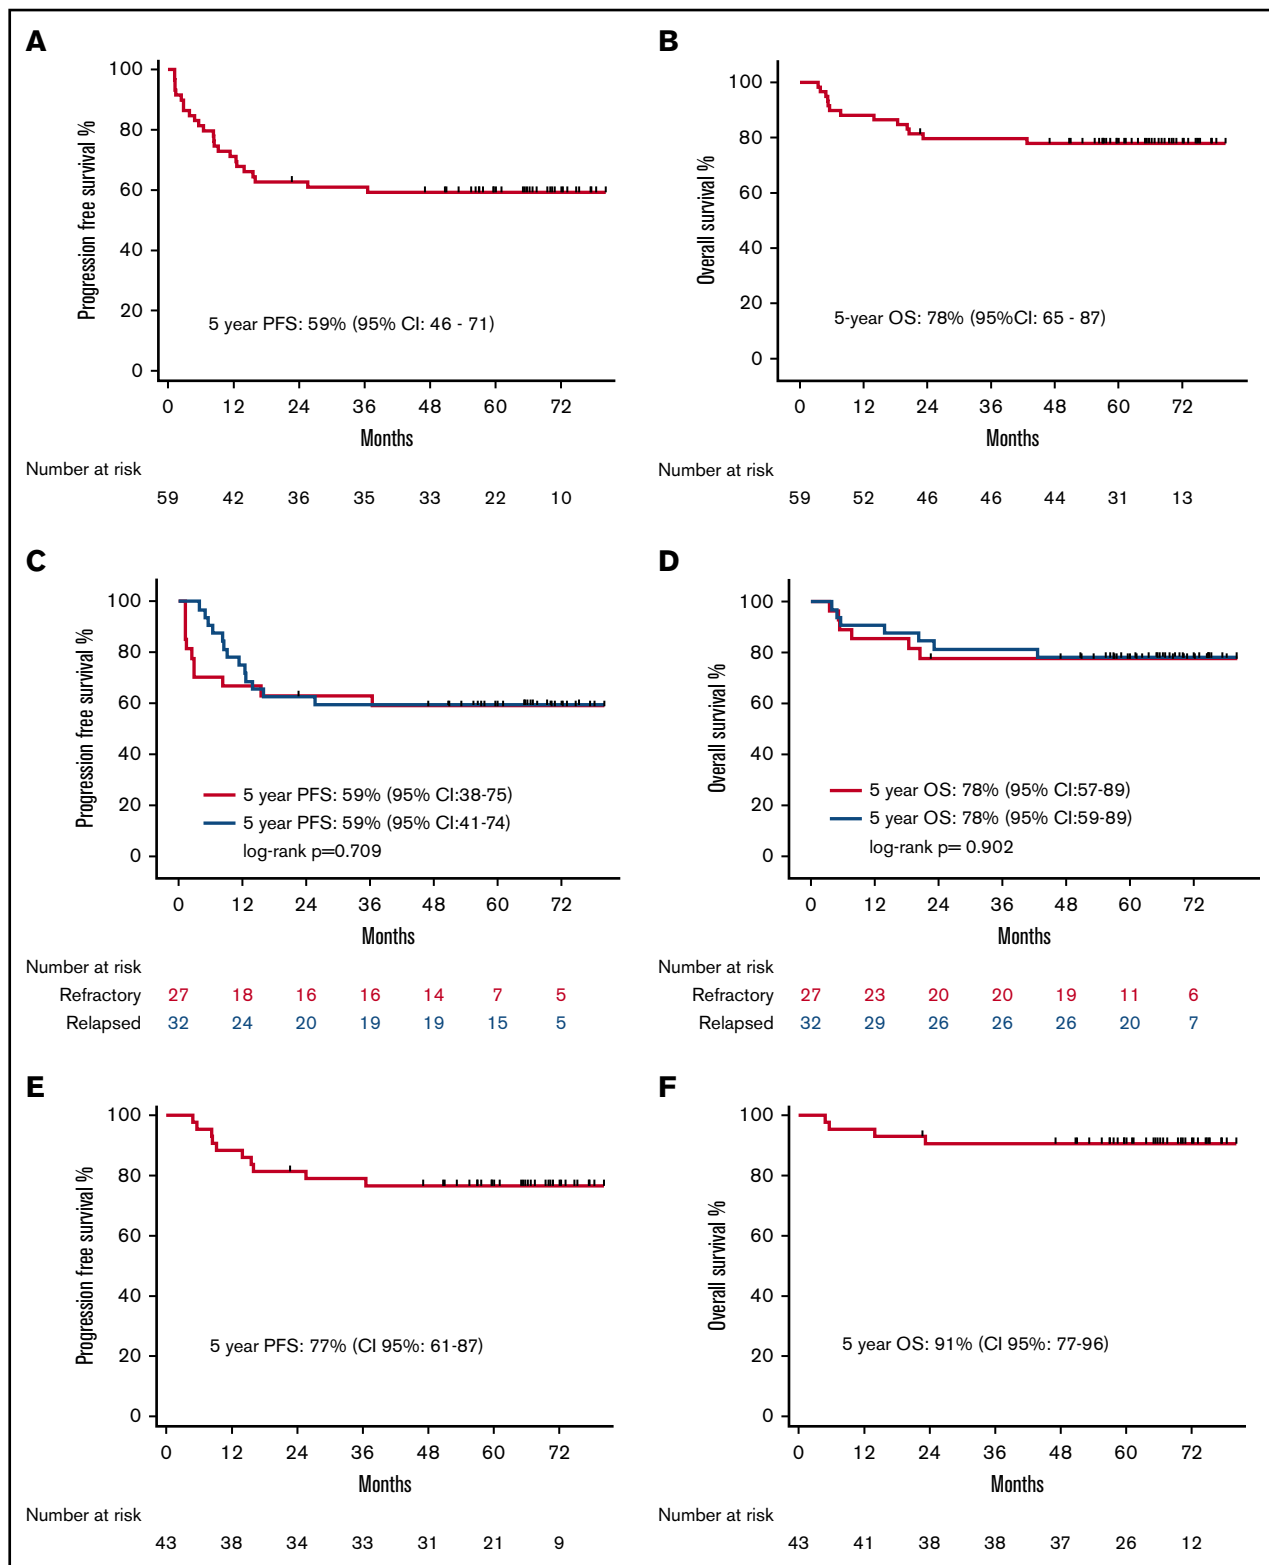 A
Progression free survival %
100
80
60
40
20
0
5 year PFS: 59% (95% CI: 46 - 71)
0 12 24 36 48 60 72
Months
Number at risk
59 42 36 35 33 22 10
B
Overall survival %
100
80
60
40
20
0
5-year OS: 78% (95%CI: 65 - 87)
0 12 24 36 48 60 72
Months
Number at risk
59 52 46 46 44 31 13
C
Progression free survival %
100
80
60
40
20
0
5 year PFS: 59% (95% CI:38-75)
5 year PFS: 59% (95% CI:41-74)
log-rank p=0.709
0 12 24 36 48 60 72
Months
Number at risk
Refractory 27 18 16 16 14 7 5
Relapsed 32 24 20 19 19 15 5
D
Overall survival %
100
80
60
40
20
0
5 year OS: 78% (95% CI:57-89)
5 year OS: 78% (95% CI:59-89)
log-rank p= 0.902
0 12 24 36 48 60 72
Months
Number at risk
Refractory 27 23 20 20 19 11 6
Relapsed 32 29 26 26 26 20 7
E
Progression free survival %
100
80
60
40
20
0
5 year PFS: 77% (CI 95%: 61-87)
0 12 24 36 48 60 72
Months
Number at risk
43 38 34 33 31 21 9
F
Overall survival %
100
80
60
40
20
0
5 year OS: 91% (CI 95%: 77-96)
0 12 24 36 48 60 72
Months
Number at risk
43 41 38 38 37 26 12